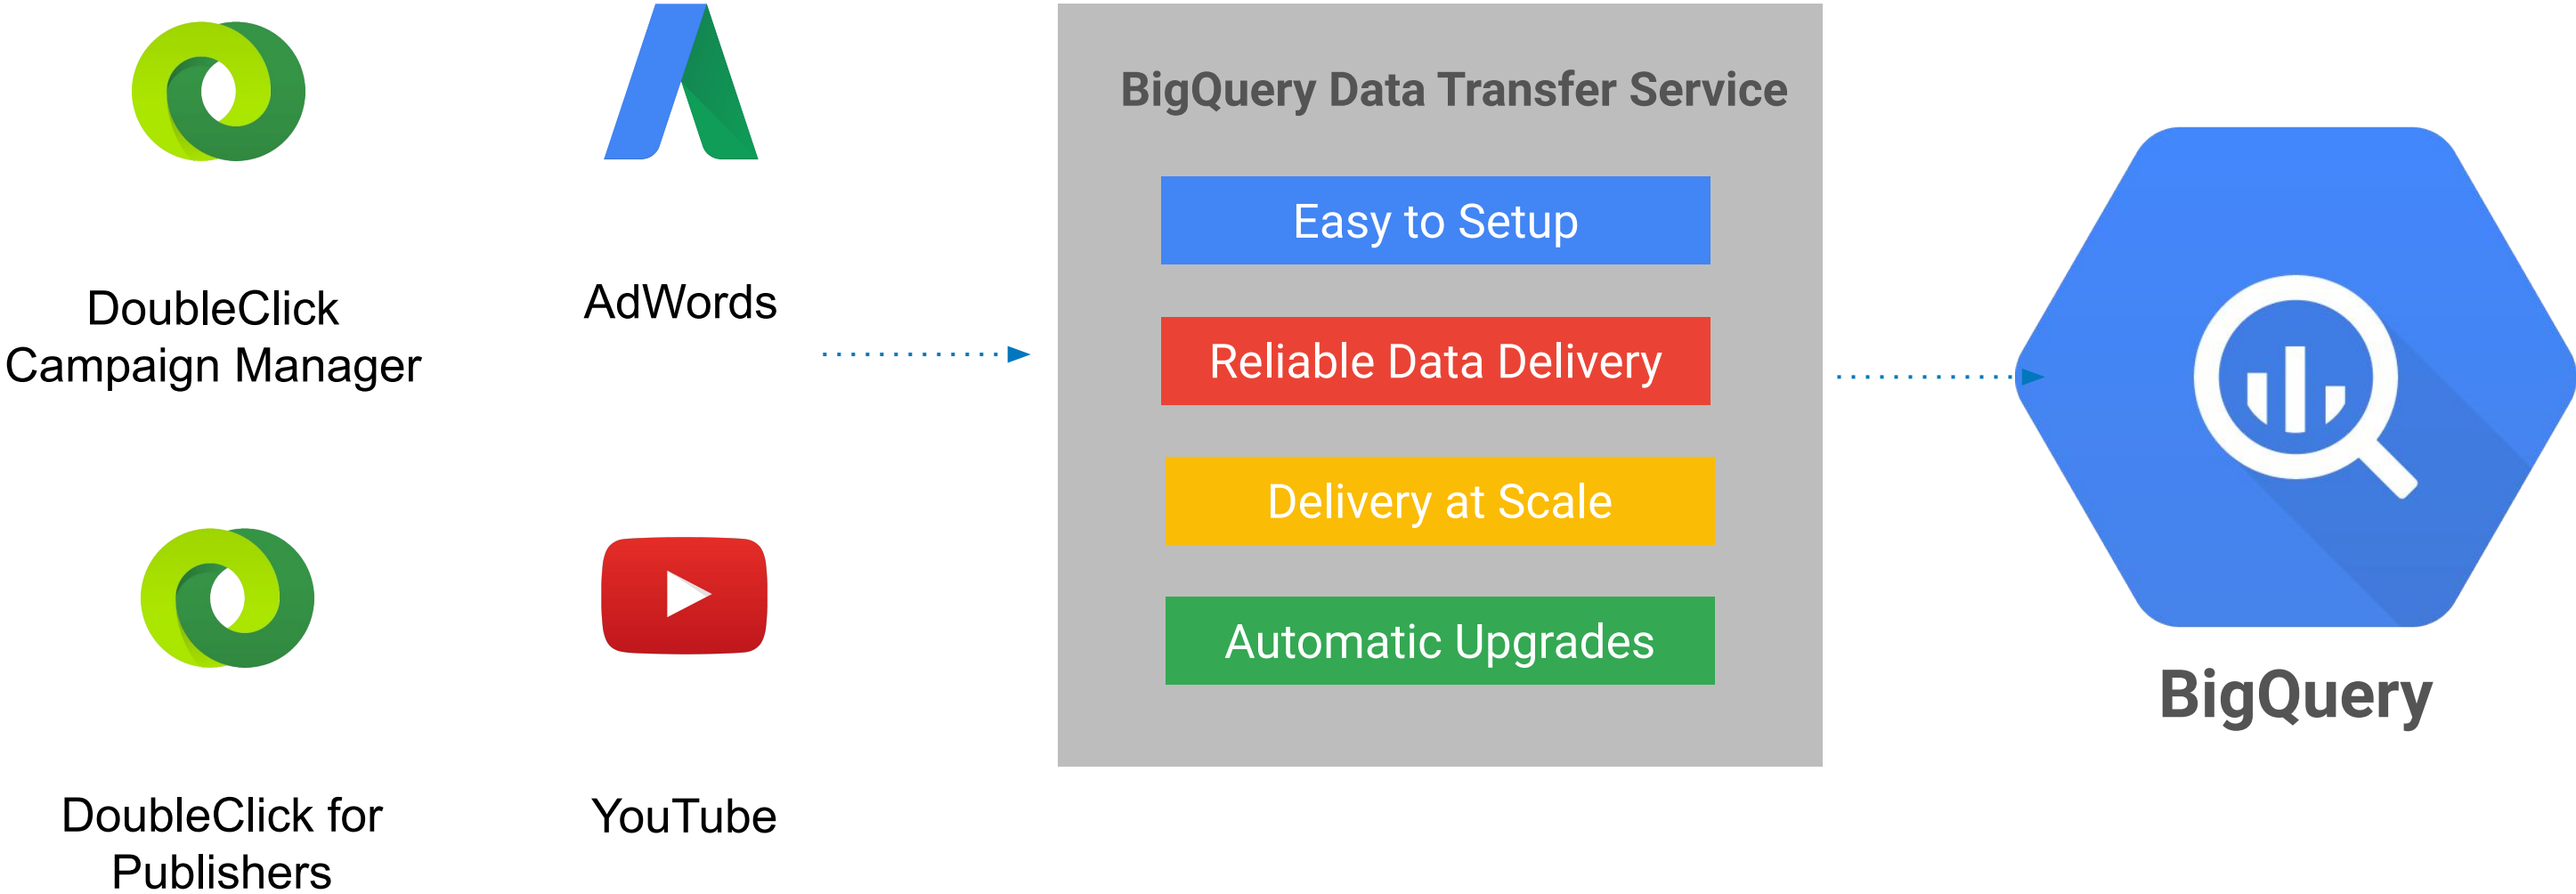 DoubleClick
Campaign Manager
AdWords
DoubleClick for
Publishers
YouTube
BigQuery Data Transfer Service
Easy to Setup
Reliable Data Delivery
Delivery at Scale
Automatic Upgrades
BigQuery